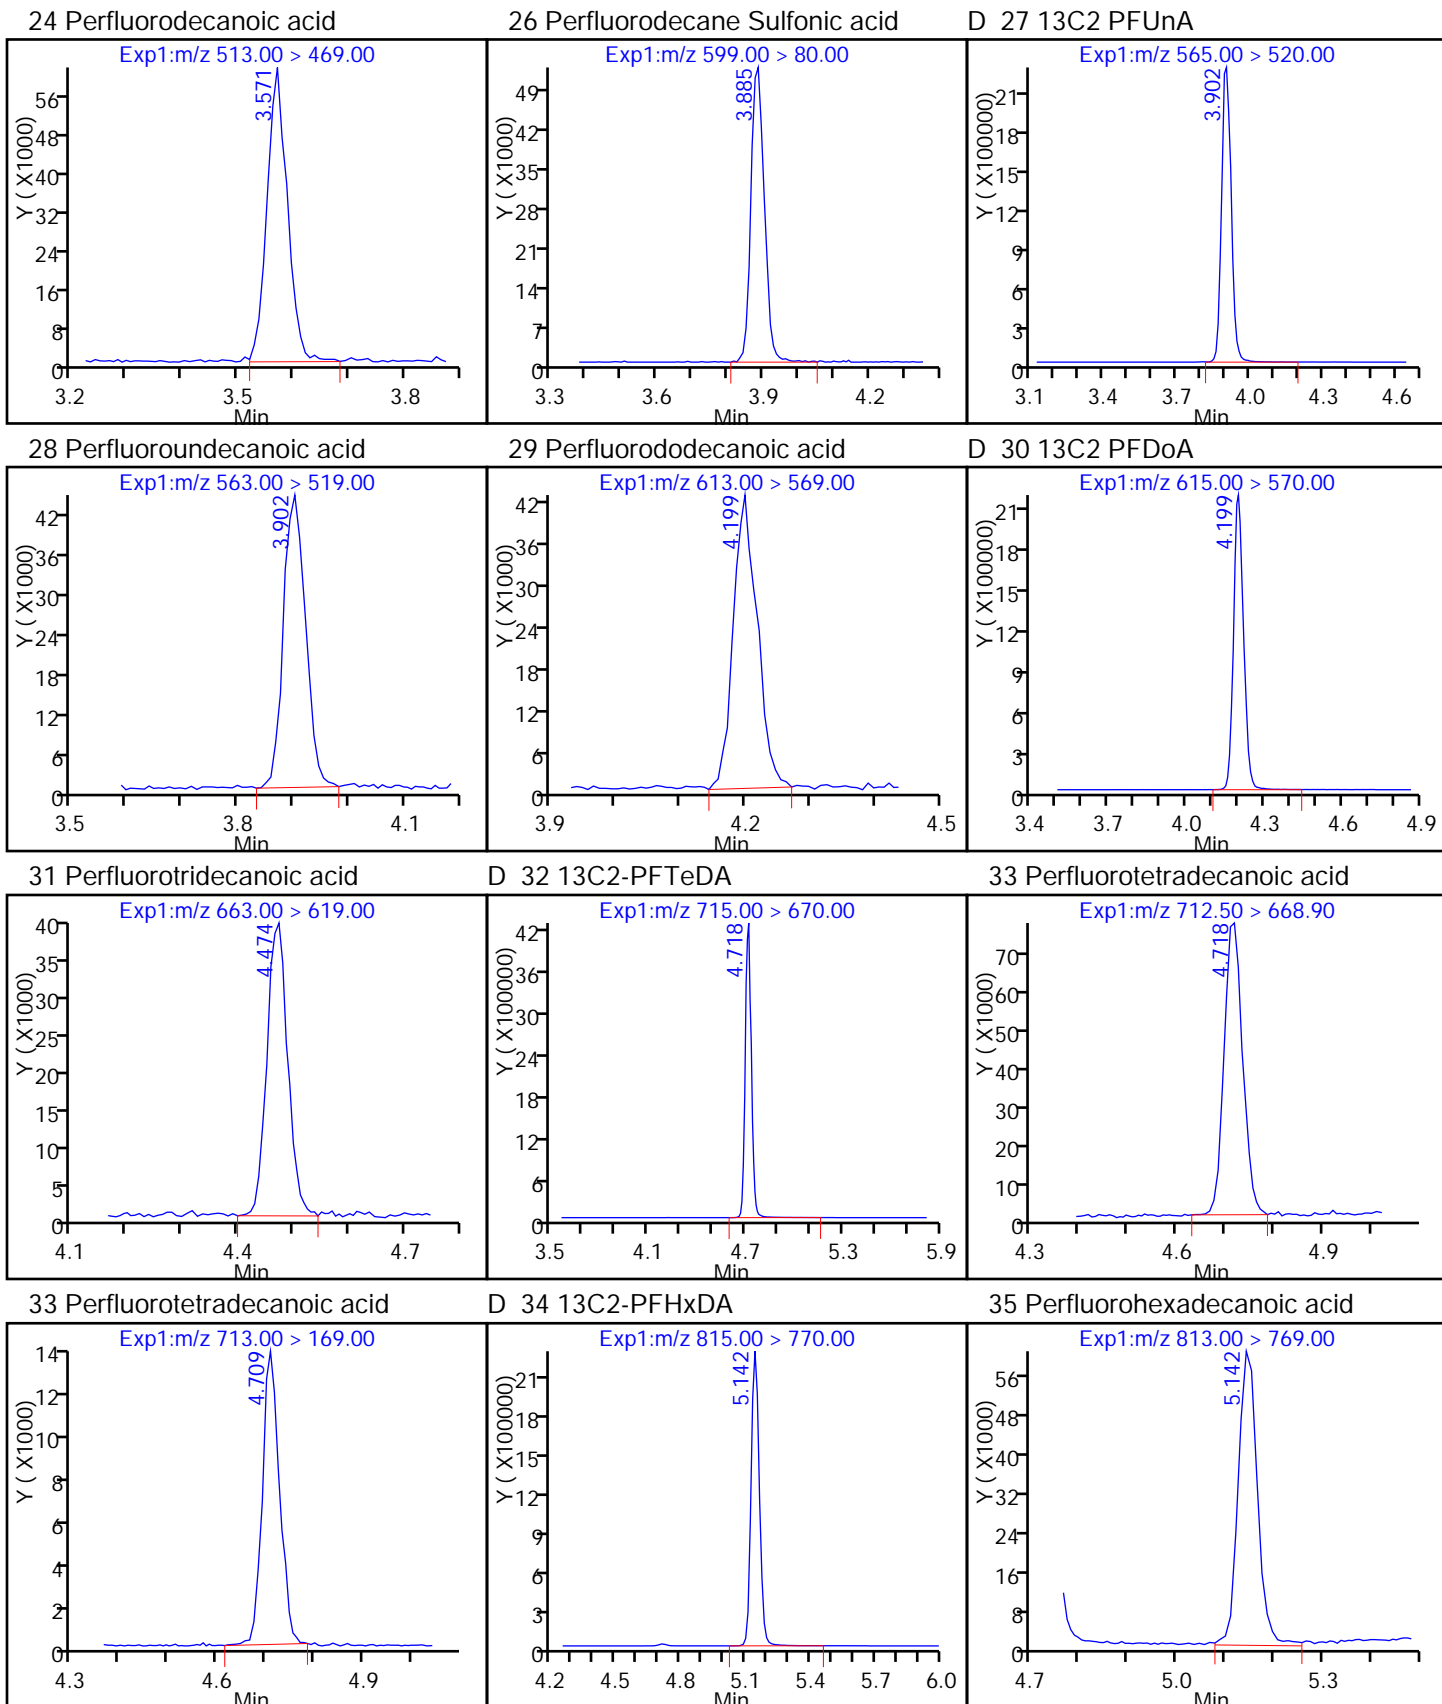 24 Perfluorodecanoic acid
Exp1:m/z 513.00 > 469.00
3.571
Y ( X1000)
56
48
40
32
24
16
8
0
3.2 3.5 3.8
Min
26 Perfluorodecane Sulfonic acid
Exp1:m/z 599.00 > 80.00
3.885
Y ( X1000)
49
42
35
28
21
14
7
0
3.3 3.6 3.9 4.2
Min
D 27 13C2 PFUnA
Exp1:m/z 565.00 > 520.00
3.902
Y ( X100000)
21
18
15
12
9
6
3
0
3.1 3.4 3.7 4.0 4.3 4.6
Min
28 Perfluoroundecanoic acid
Exp1:m/z 563.00 > 519.00
3.902
Y ( X1000)
42
36
30
24
18
12
6
0
3.5 3.8 4.1
Min
29 Perfluorododecanoic acid
Exp1:m/z 613.00 > 569.00
4.199
Y ( X1000)
42
36
30
24
18
12
6
0
3.9 4.2 4.5
Min
D 30 13C2 PFDoA
Exp1:m/z 615.00 > 570.00
4.199
Y ( X100000)
21
18
15
12
9
6
3
0
3.4 3.7 4.0 4.3 4.6 4.9
Min
31 Perfluorotridecanoic acid
Exp1:m/z 663.00 > 619.00
4.474
Y ( X1000)
40
35
30
25
20
15
10
5
0
4.1 4.4 4.7
Min
D 32 13C2-PFTeDA
Exp1:m/z 715.00 > 670.00
4.718
Y ( X100000)
42
36
30
24
18
12
6
0
3.5 4.1 4.7 5.3 5.9
Min
33 Perfluorotetradecanoic acid
Exp1:m/z 712.50 > 668.90
4.718
Y ( X1000)
70
60
50
40
30
20
10
0
4.3 4.6 4.9
Min
33 Perfluorotetradecanoic acid
Exp1:m/z 713.00 > 169.00
4.709
Y ( X1000)
14
12
10
8
6
4
2
0
4.3 4.6 4.9
Min
D 34 13C2-PFHxDA
Exp1:m/z 815.00 > 770.00
5.142
Y ( X100000)
21
18
15
12
9
6
3
0
4.2 4.5 4.8 5.1 5.4 5.7 6.0
Min
35 Perfluorohexadecanoic acid
Exp1:m/z 813.00 > 769.00
5.142
Y ( X1000)
56
48
40
32
24
16
8
0
4.7 5.0 5.3
Min